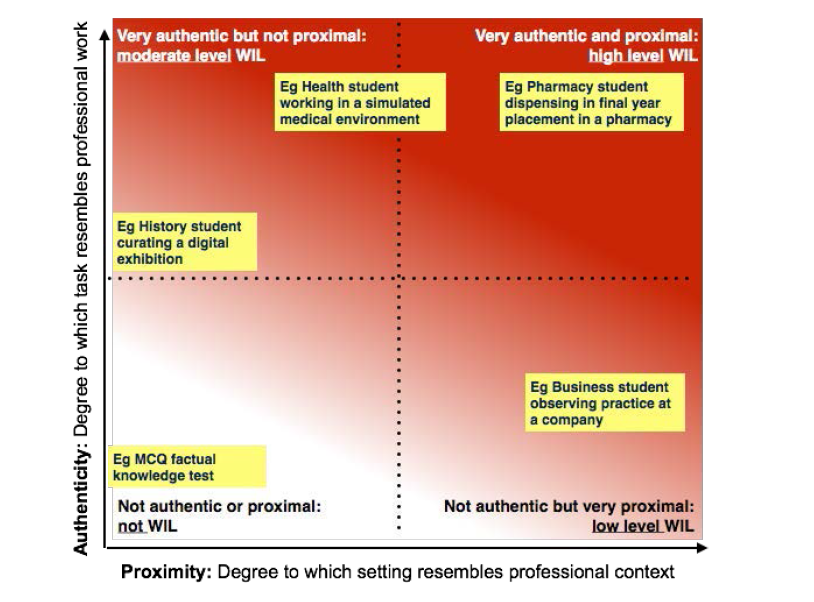 Authenticity: Degree to which task resembles professional work
Very authentic but not proximal:
moderate level WIL
Very authentic and proximal:
high level WIL
Eg Health student
working in a simulated
medical environment
Eg Pharmacy student
dispensing in final year
placement in a pharmacy
Eg History student
curating a digital
exhibition
Eg Business student
observing practice at
a company
Eg MCQ factual
knowledge test
Not authentic or proximal:
not WIL
Not authentic but very proximal:
low level WIL
Proximity: Degree to which setting resembles professional context